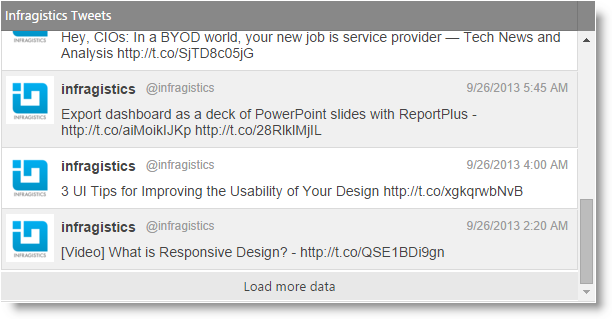 Infragistics Tweets
Hey, CIOs: In a BYOD world, your new job is service provider — Tech News and
Analysis http://t.co/SjTD8c05jG
INFRAGISTICS
infragistics @infragistics 9/26/2013 5:45 AM
Export dashboard as a deck of PowerPoint slides with ReportPlus -
http://t.co/aiMoikIJKp http://t.co/28RlkIMjIL
INFRAGISTICS
infragistics @infragistics 9/26/2013 4:00 AM
3 UI Tips for Improving the Usability of Your Design http://t.co/xgkqrwbNvB
INFRAGISTICS
infragistics @infragistics 9/26/2013 2:20 AM
[Video] What is Responsive Design? - http://t.co/QSE1BDi9gn
INFRAGISTICS
Load more data